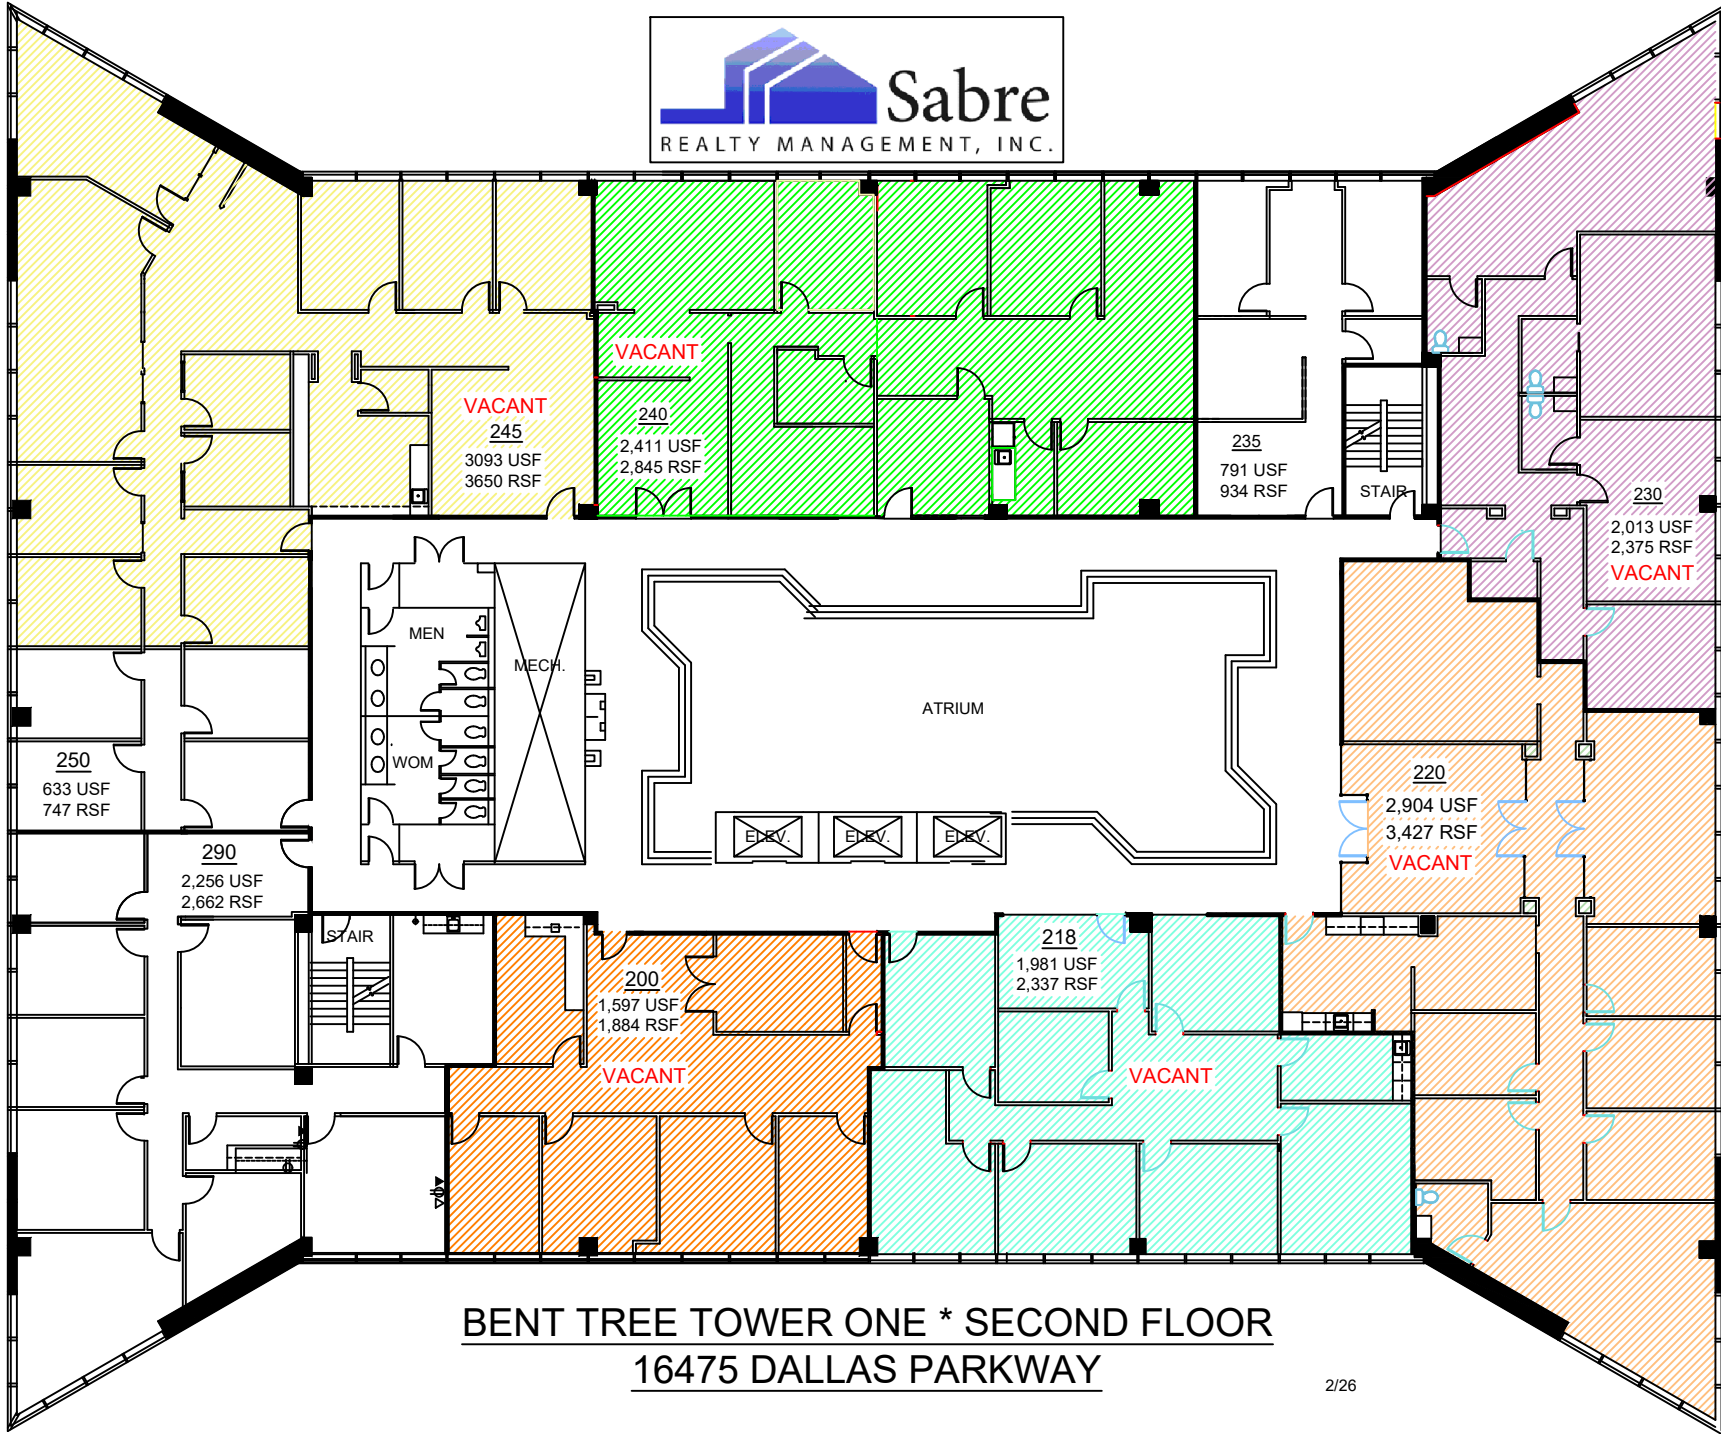 Sabre
REALTY MANAGEMENT, INC.
VACANT
245
3093 USF
3650 RSF
VACANT
240
2,411 USF
2,845 RSF
235
791 USF
934 RSF
STAIR
230
2,013 USF
2,375 RSF
VACANT
MEN
MECH.
WOM
ATRIUM
ELEV.
ELEV.
ELEV.
250
633 USF
747 RSF
220
2,904 USF
3,427 RSF
VACANT
290
2,256 USF
2,662 RSF
STAIR
200
1,597 USF
1,884 RSF
VACANT
218
1,981 USF
2,337 RSF
VACANT
BENT TREE TOWER ONE * SECOND FLOOR
16475 DALLAS PARKWAY
2/26